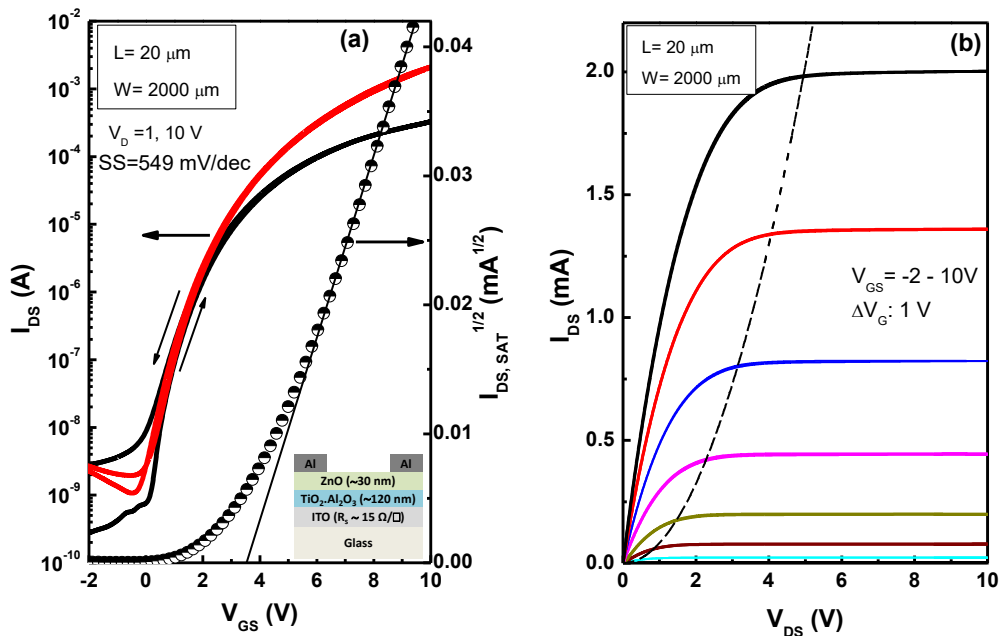 (a)
L= 20 μm
W= 2000 μm
V_D =1, 10 V
SS=549 mV/dec
10⁻²
10⁻³
10⁻⁴
10⁻⁵
10⁻⁶
10⁻⁷
10⁻⁸
10⁻⁹
10⁻¹⁰
I_DS (A)
0.04
0.03
0.02
0.01
0.00
I_DS, SAT^1/2 (mA^1/2)
Al Al
ZnO (~30 nm)
TiO₂-Al₂O₃ (~120 nm)
ITO (R_s ~ 15 Ω/□)
Glass
-2 0 2 4 6 8 10
V_GS (V)
(b)
L= 20 μm
W= 2000 μm
2.0
1.5
1.0
0.5
0.0
I_DS (mA)
V_GS = -2 - 10V
ΔV_G: 1 V
0 2 4 6 8 10
V_DS (V)